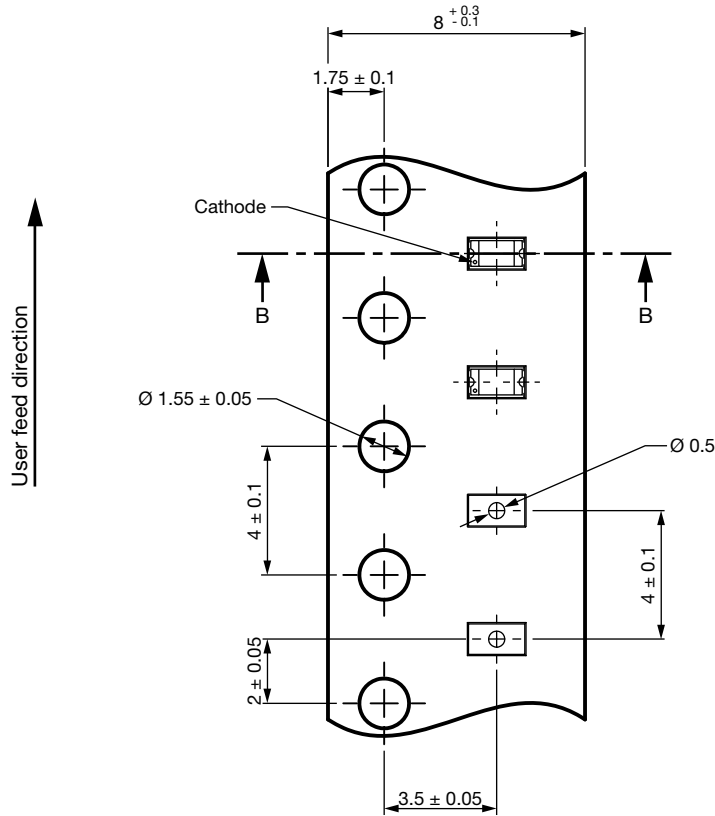 8 + 0.3
- 0.1
1.75 ± 0.1
Cathode
B
B
User feed direction
Ø 1.55 ± 0.05
Ø 0.5
4 ± 0.1
4 ± 0.1
2 ± 0.05
3.5 ± 0.05